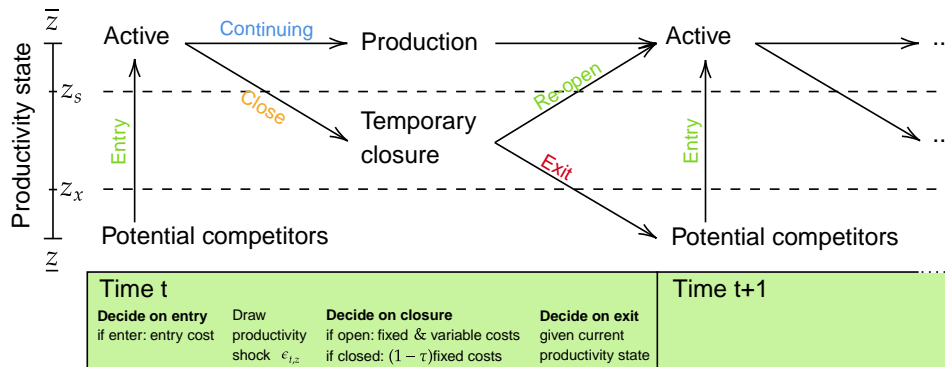 z̅
Active
Continuing
Production
Active
..
Productivity state
z_s
Close
Re-open
Entry
Temporary
closure
Entry
..
Exit
z_x
Potential competitors
Potential competitors
z̲
Time t
Time t+1
Decide on entry
if enter: entry cost
Draw
productivity
shock ϵ_{t,z}
Decide on closure
if open: fixed & variable costs
if closed: (1 − τ)fixed costs
Decide on exit
given current
productivity state